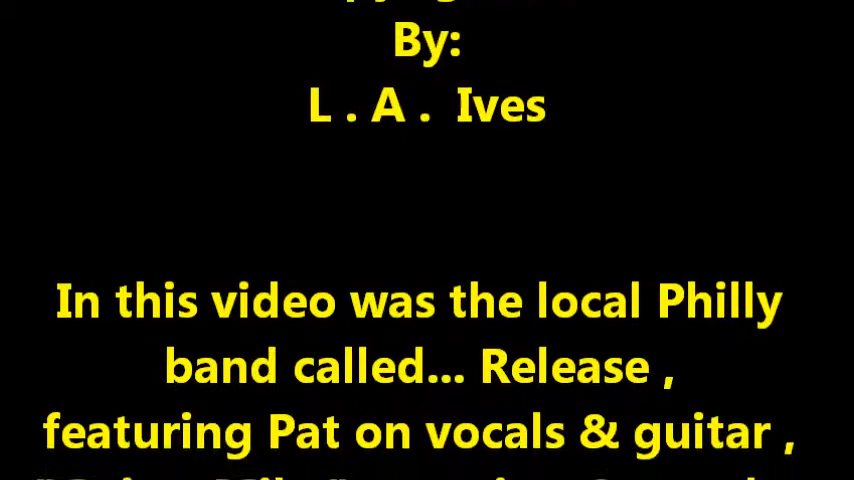 By:
L . A .  Ives
In this video was the local Philly
band called... Release ,
featuring Pat on vocals & guitar ,